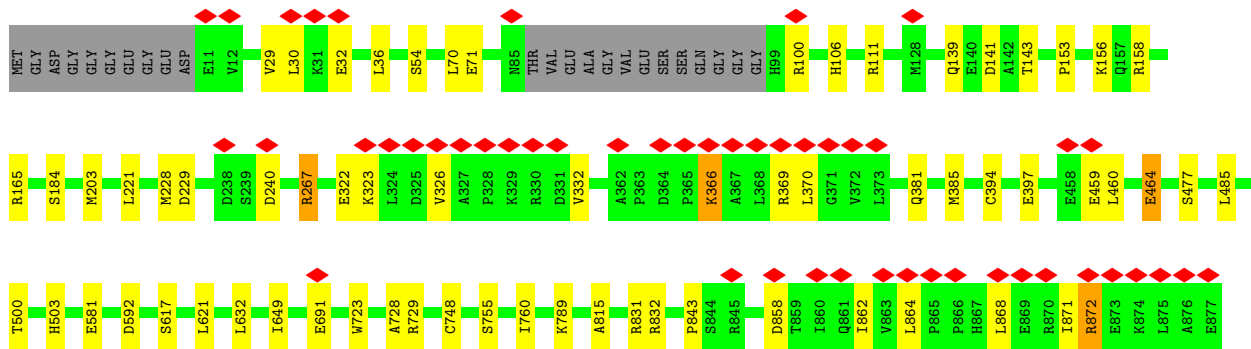 MET GLY ASP GLY GLY GLY GLU GLY GLU ASP E11 V12 V29 L30 K31 E32 L36 S54 L70 E71 N85 THR VAL GLU ALA GLY VAL GLU SER SER GLN GLY GLY GLY H99 R100 H106 R111 M128 Q139 E140 D141 A142 T143 P153 K156 Q157 R158
R165 S184 M203 L221 M228 D229 D238 S239 D240 R267 E322 K323 L324 D325 V326 A327 P328 K329 R330 D331 V332 A362 P363 D364 P365 K366 A367 L368 R369 L370 G371 V372 L373 Q381 M385 C394 E397 E458 E459 L460 E464 S477 L485
T500 H503 E581 D592 S617 L621 L632 I649 E691 W723 A728 R729 C748 S755 I760 K789 A815 R831 R832 P843 S844 R845 D858 T859 I860 Q861 I862 V863 L864 P865 P866 H867 L868 E869 R870 I871 R872 E873 K874 L875 A876 E877